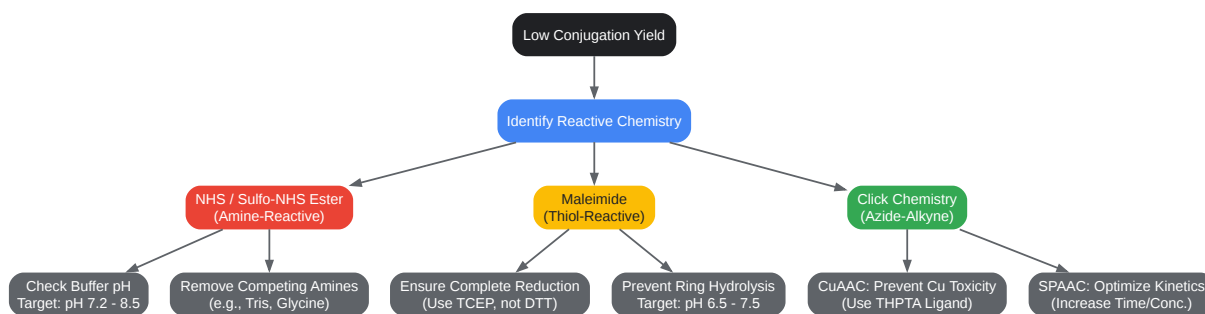 Low Conjugation Yield
Identify Reactive Chemistry
NHS / Sulfo-NHS Ester
(Amine-Reactive)
Maleimide
(Thiol-Reactive)
Click Chemistry
(Azide-Alkyne)
Check Buffer pH
Target: pH 7.2 - 8.5
Remove Competing Amines
(e.g., Tris, Glycine)
Ensure Complete Reduction
(Use TCEP, not DTT)
Prevent Ring Hydrolysis
Target: pH 6.5 - 7.5
CuAAC: Prevent Cu Toxicity
(Use THPTA Ligand)
SPAAC: Optimize Kinetics
(Increase Time/Conc.)